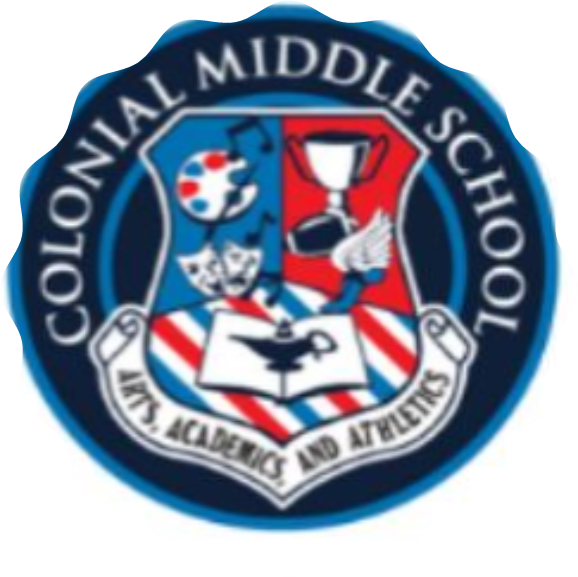 COLONIAL MIDDLE SCHOOL
ARTS, ACADEMICS, AND ATHLETICS